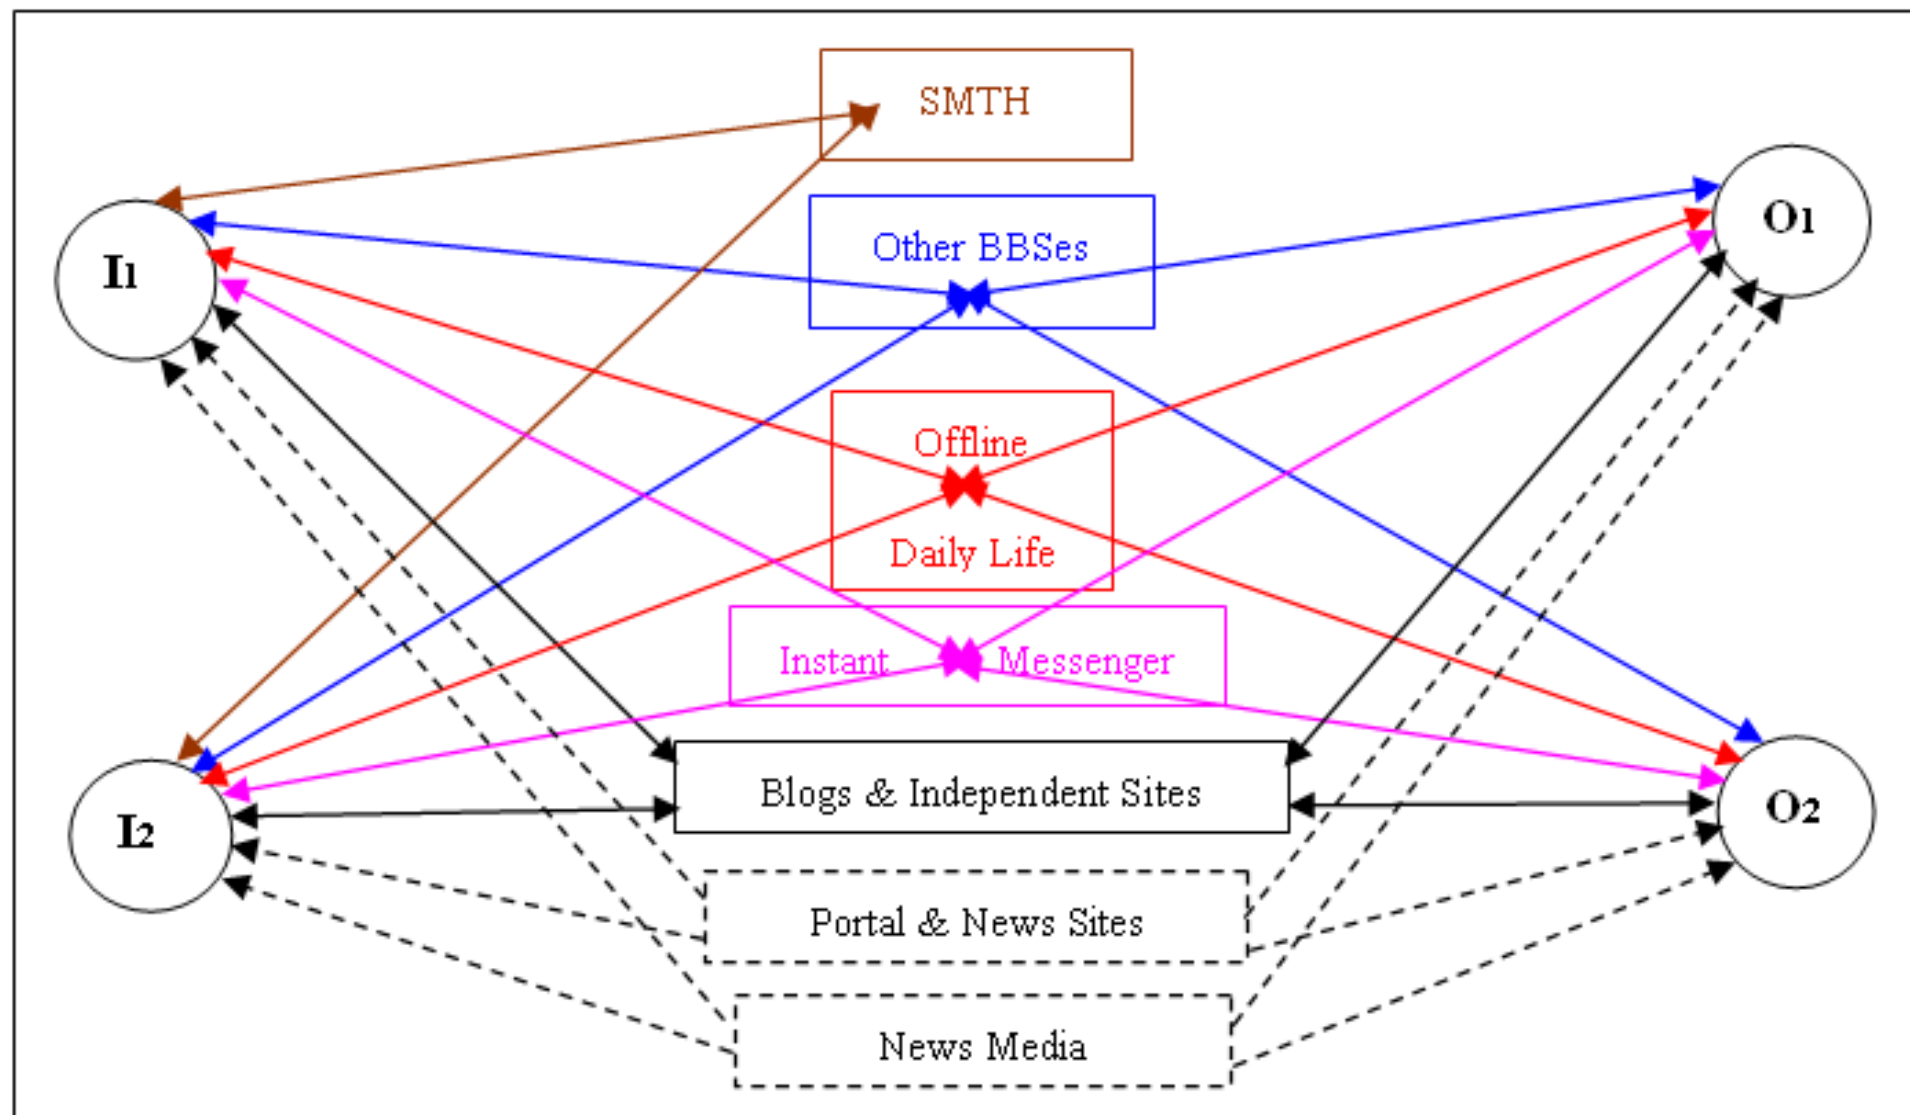 SMTH
I1
Other BBSes
O1
Offline
Daily Life
Instant Messenger
I2
Blogs & Independent Sites
O2
Portal & News Sites
News Media